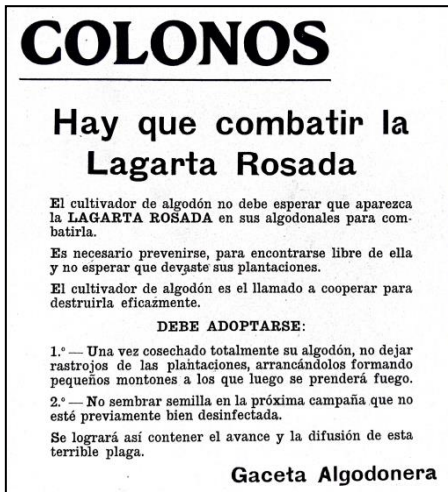 COLONOS
Hay que combatir la
Lagarta Rosada
El cultivador de algodón no debe esperar que aparezca
la LAGARTA ROSADA en sus algodonales para com-
batirla.
Es necesario prevenirse, para encontrarse libre de ella
y no esperar que devaste sus plantaciones.
El cultivador de algodón es el llamado a cooperar para
destruirla eficazmente.
DEBE ADOPTARSE:
1.º — Una vez cosechado totalmente su algodón, no dejar
rastrojos de las plantaciones, arrancándolos formando
pequeños montones a los que luego se prenderá fuego.
2.º — No sembrar semilla en la próxima campaña que no
esté previamente bien desinfectada.
Se logrará así contener el avance y la difusión de esta
terrible plaga.
Gaceta Algodonera